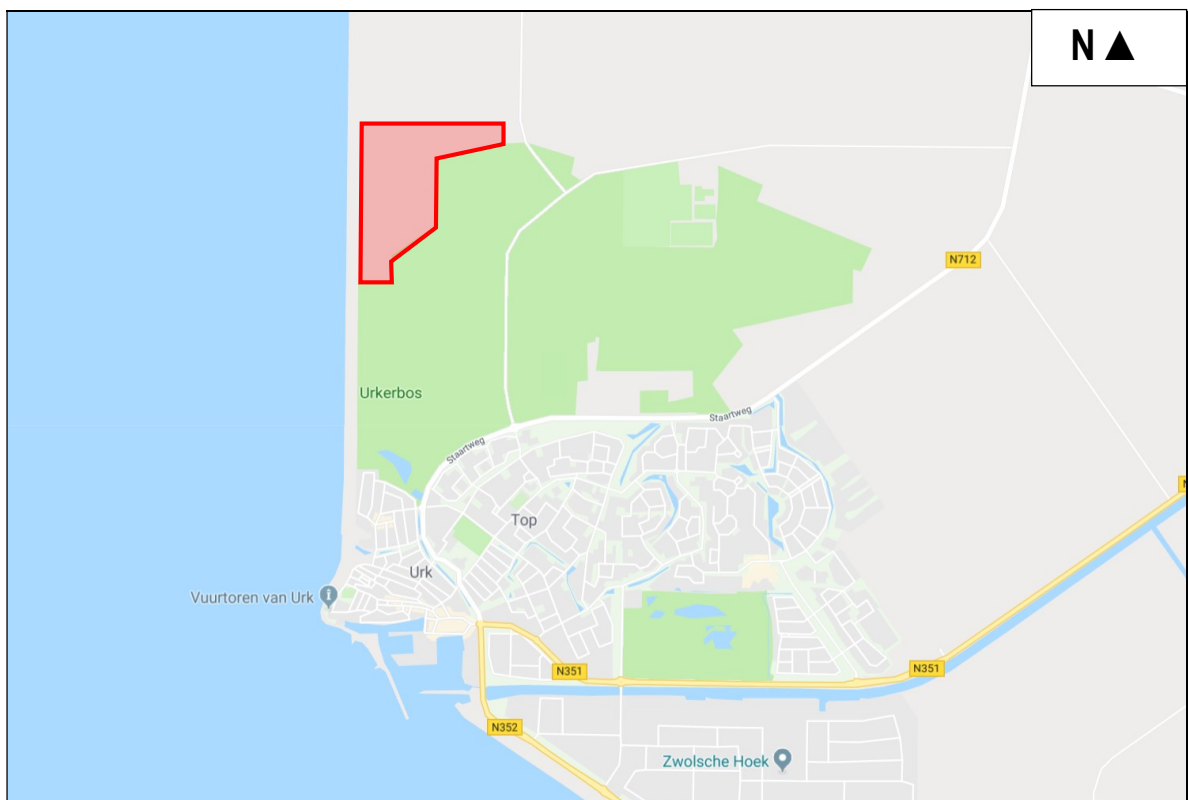 N ▲
N712
Urkerbos
Staartweg
Staartweg
Top
Urk
Vuurtoren van Urk
N351
N351
N352
Zwolsche Hoek